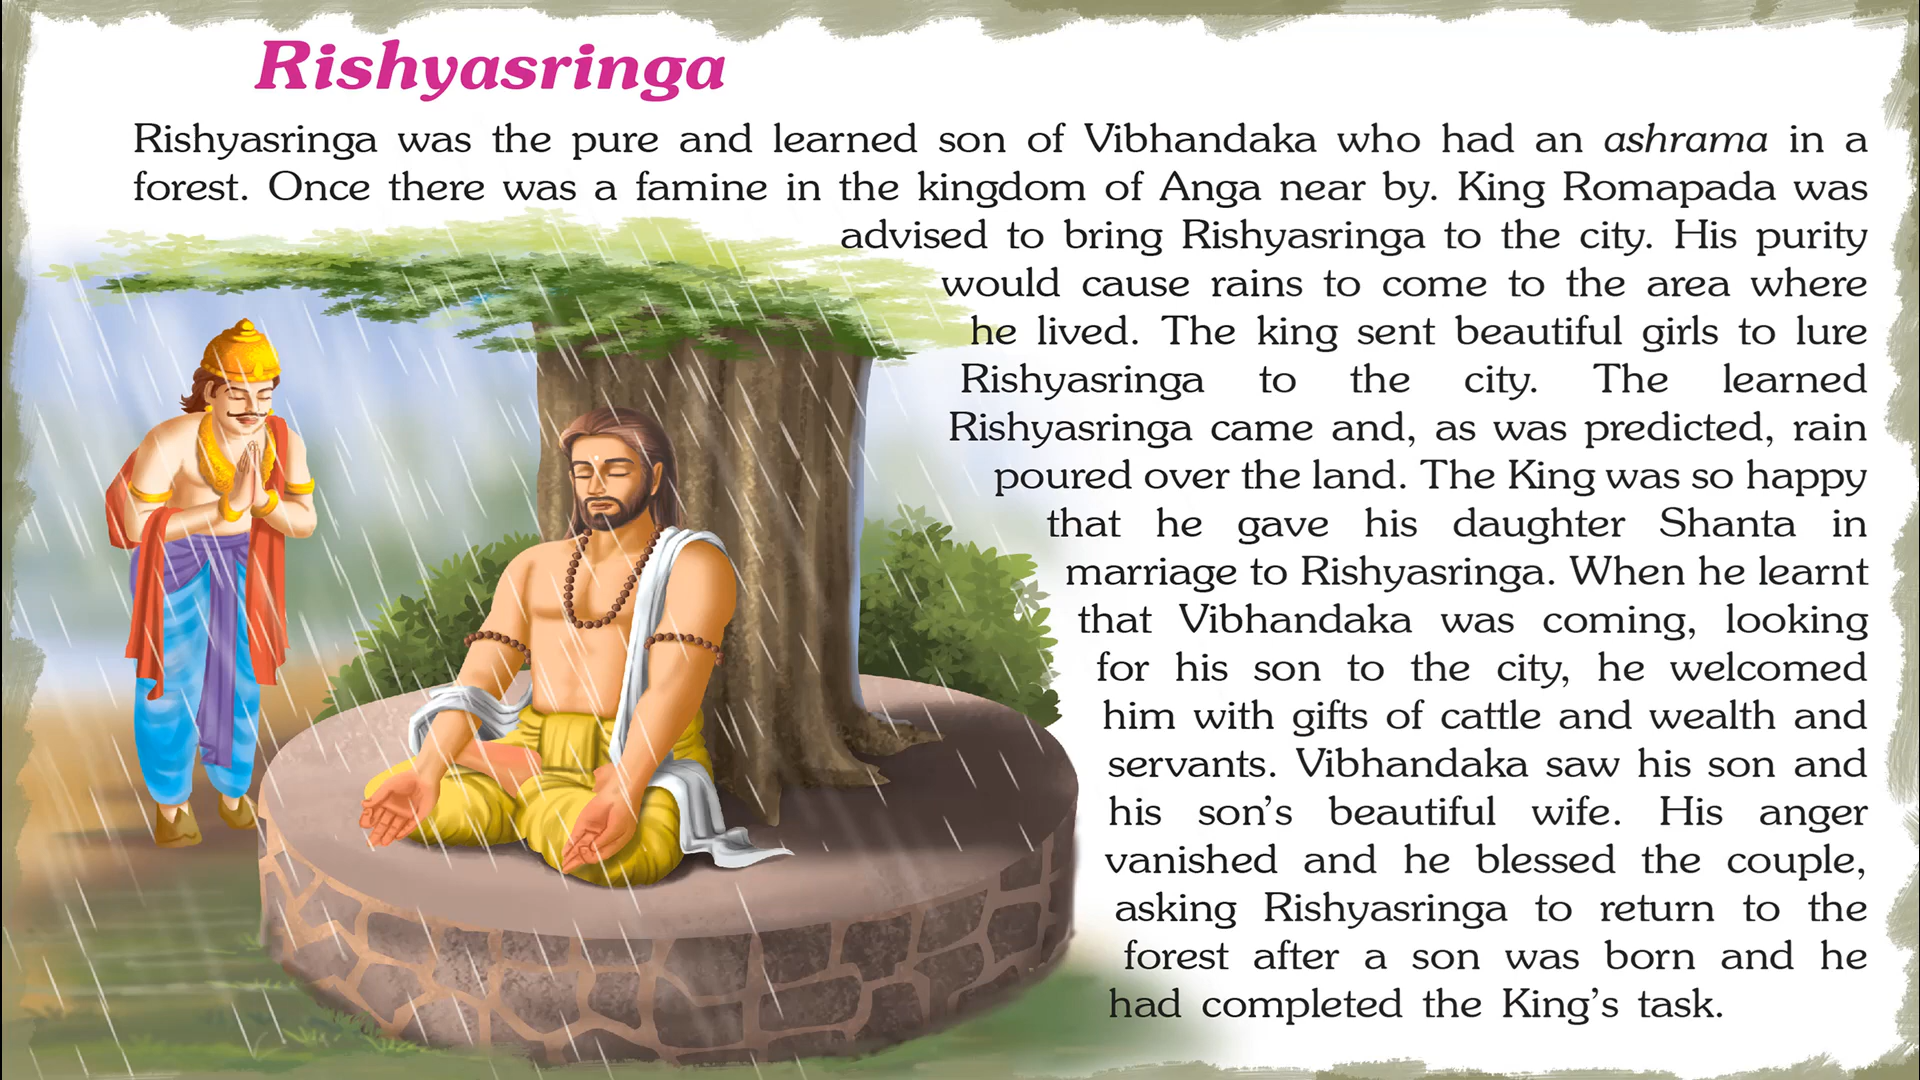 Rishyasringa
Rishyasringa was the pure and learned son of Vibhandaka who had an ashrama in a
forest. Once there was a famine in the kingdom of Anga near by. King Romapada was
advised to bring Rishyasringa to the city. His purity
would cause rains to come to the area where
he lived. The king sent beautiful girls to lure
Rishyasringa to the city. The learned
Rishyasringa came and, as was predicted, rain
poured over the land. The King was so happy
that he gave his daughter Shanta in
marriage to Rishyasringa. When he learnt
that Vibhandaka was coming, looking
for his son to the city, he welcomed
him with gifts of cattle and wealth and
servants. Vibhandaka saw his son and
his son's beautiful wife. His anger
vanished and he blessed the couple,
asking Rishyasringa to return to the
forest after a son was born and he
had completed the King's task.